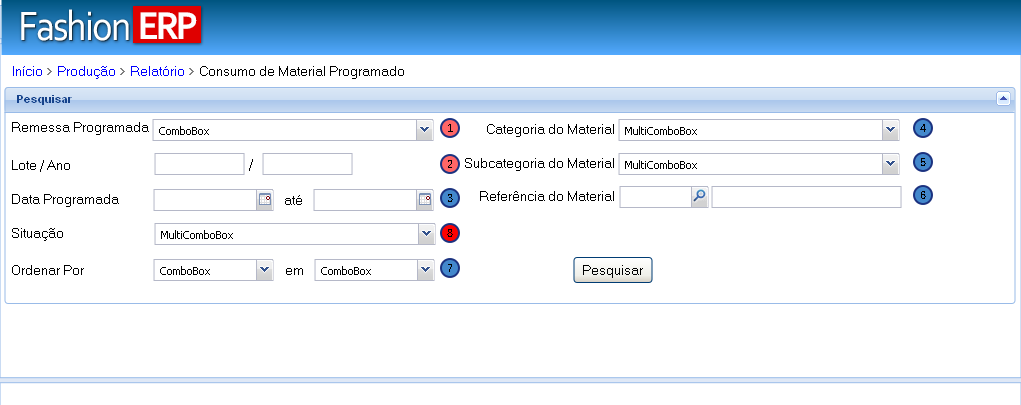 Fashion ERP
Início > Produção > Relatório > Consumo de Material Programado
Pesquisar
Remessa Programada ComboBox 1 Categoria do Material MultiComboBox 4
Lote / Ano / 2 Subcategoria do Material MultiComboBox 5
Data Programada até 3 Referência do Material 6
Situação MultiComboBox
Ordenar Por ComboBox em ComboBox 7 Pesquisar